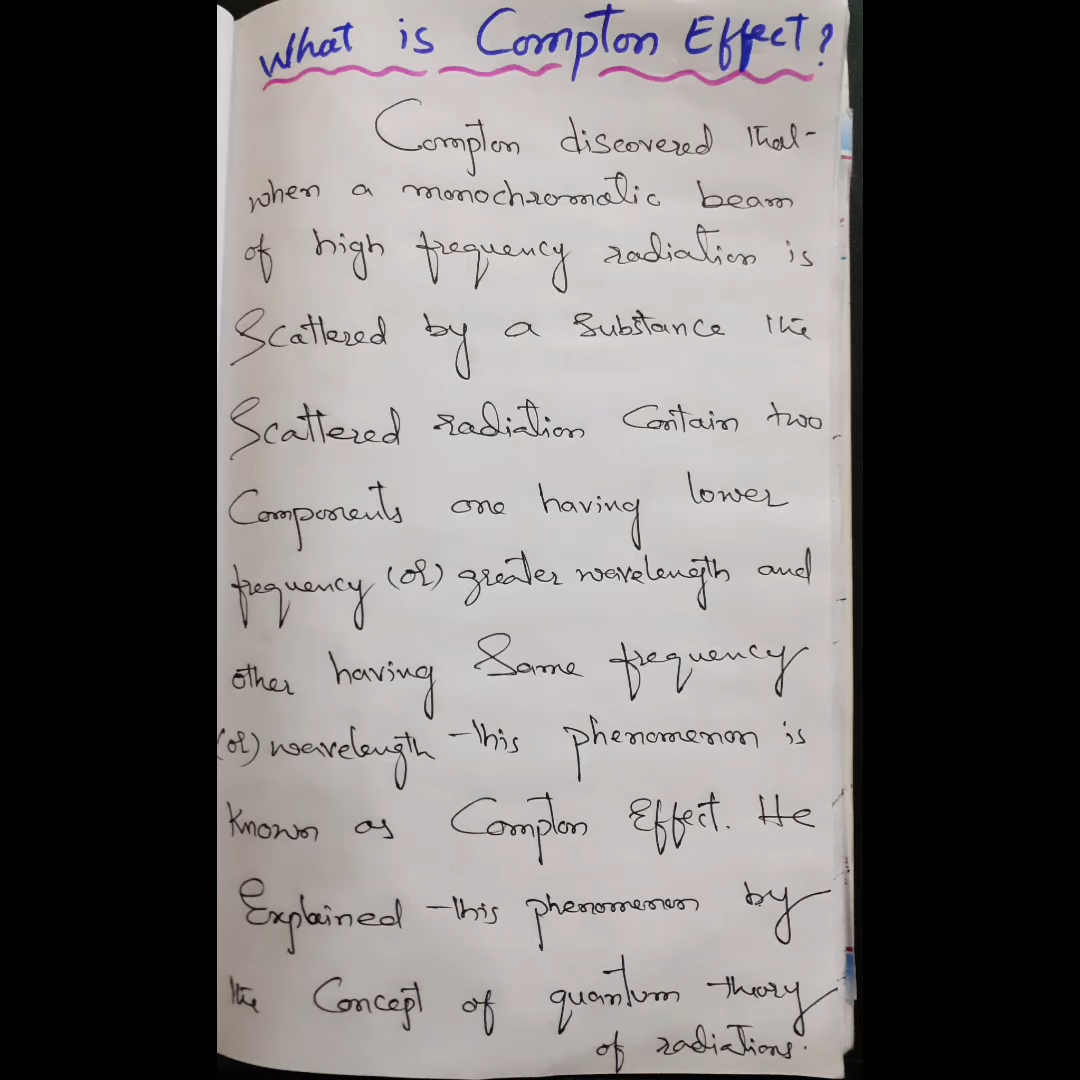 What is Compton Effect?
Compton discovered that
when a monochromatic beam
of high frequency radiation is
Scattered by a substance the
Scattered radiation Contain two
Components one having lower
frequency (or) greater wavelength and
other having Same frequency
(or) wavelength this phenomenon is
Known as Compton Effect. He
Explained this phenomenon by
the Concept of quantum theory
of radiations.